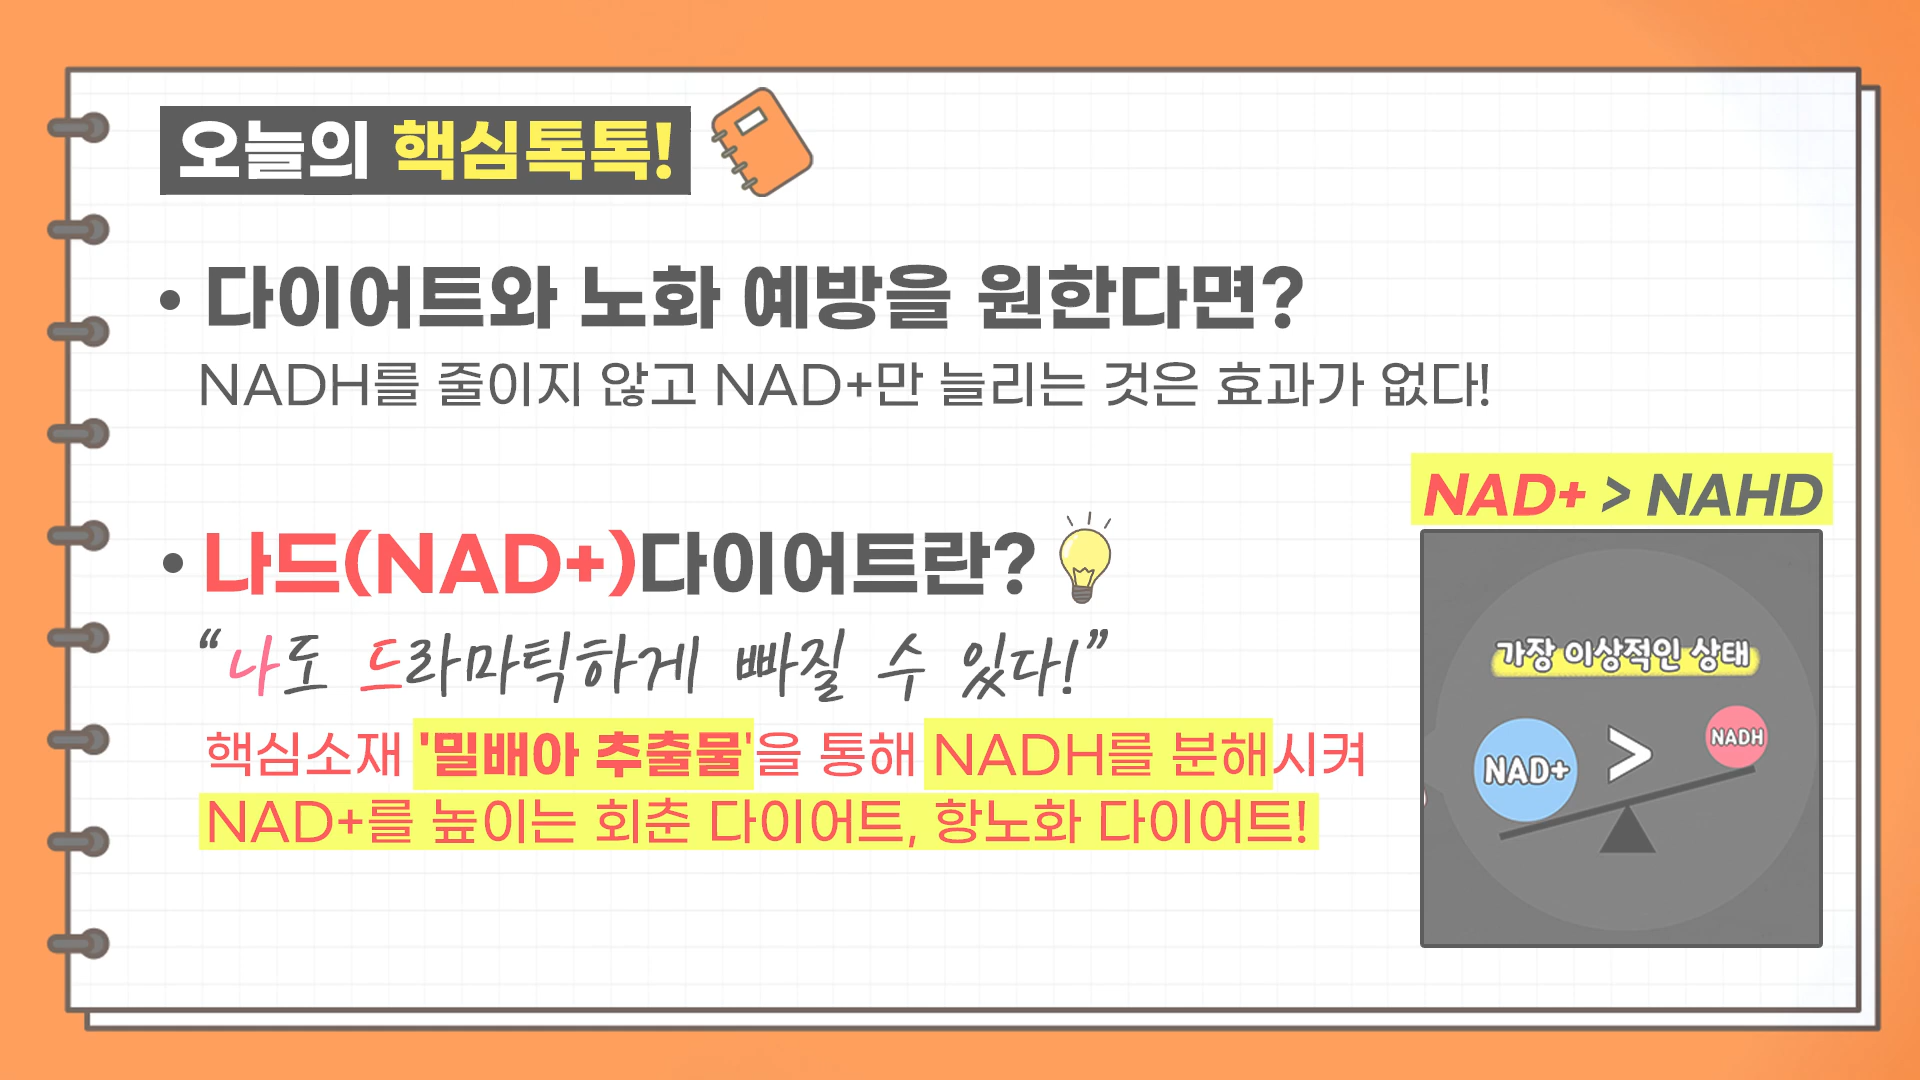 오늘의 핵심톡톡!
• 다이어트와 노화 예방을 원한다면?
NADH를 줄이지 않고 NAD+만 늘리는 것은 효과가 없다!
NAD+ > NAHD
• 나드(NAD+)다이어트란?
“나도 드라마틱하게 빠질 수 있다!”
핵심소재 '밀배아 추출물'을 통해 NADH를 분해시켜
NAD+를 높이는 회춘 다이어트, 항노화 다이어트!
가장 이상적인 상태
NAD+ > NADH